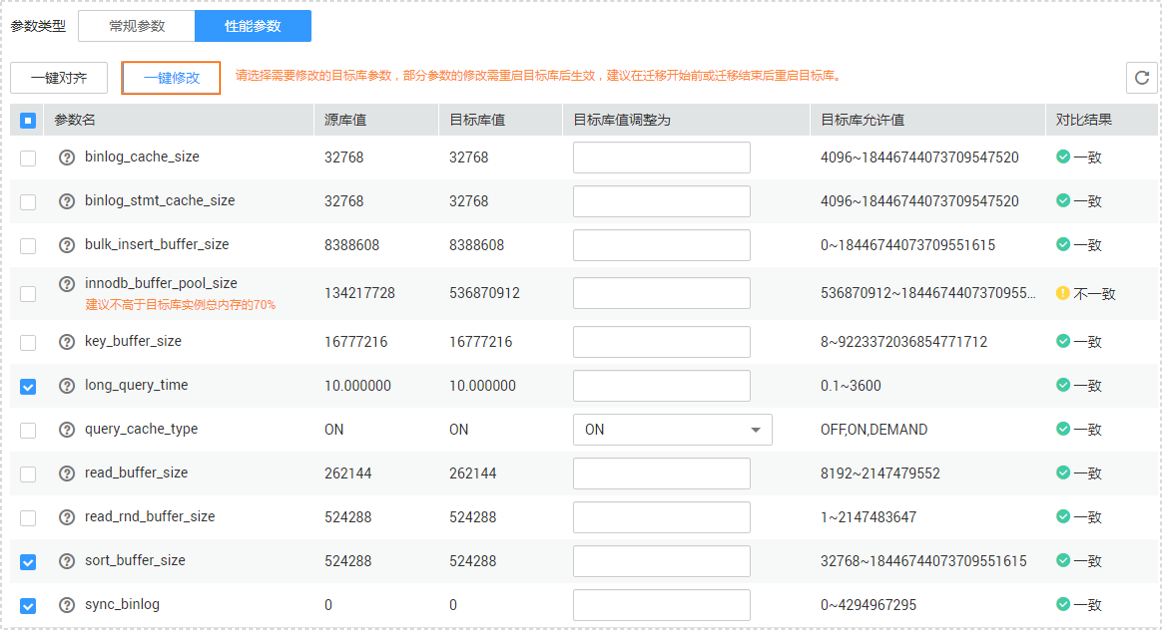 参数类型 常规参数 性能参数
一键对齐 一键修改 请选择需要修改的目标库参数，部分参数的修改需重启目标库后生效，建议在迁移开始前或迁移结束后重启目标库。
参数名 源库值 目标库值 目标库值调整为 目标库允许值 对比结果
binlog_cache_size 32768 32768 4096~18446744073709547520 一致
binlog_stmt_cache_size 32768 32768 4096~18446744073709547520 一致
bulk_insert_buffer_size 8388608 8388608 0~18446744073709551615 一致
innodb_buffer_pool_size 134217728 536870912 536870912~1844674407370955... 不一致
建议不高于目标库实例总内存的70%
key_buffer_size 16777216 16777216 8~9223372036854771712 一致
long_query_time 10.000000 10.000000 0.1~3600 一致
query_cache_type ON ON ON OFF,ON,DEMAND 一致
read_buffer_size 262144 262144 8192~2147479552 一致
read_rnd_buffer_size 524288 524288 1~2147483647 一致
sort_buffer_size 524288 524288 32768~18446744073709551615 一致
sync_binlog 0 0 0~4294967295 一致